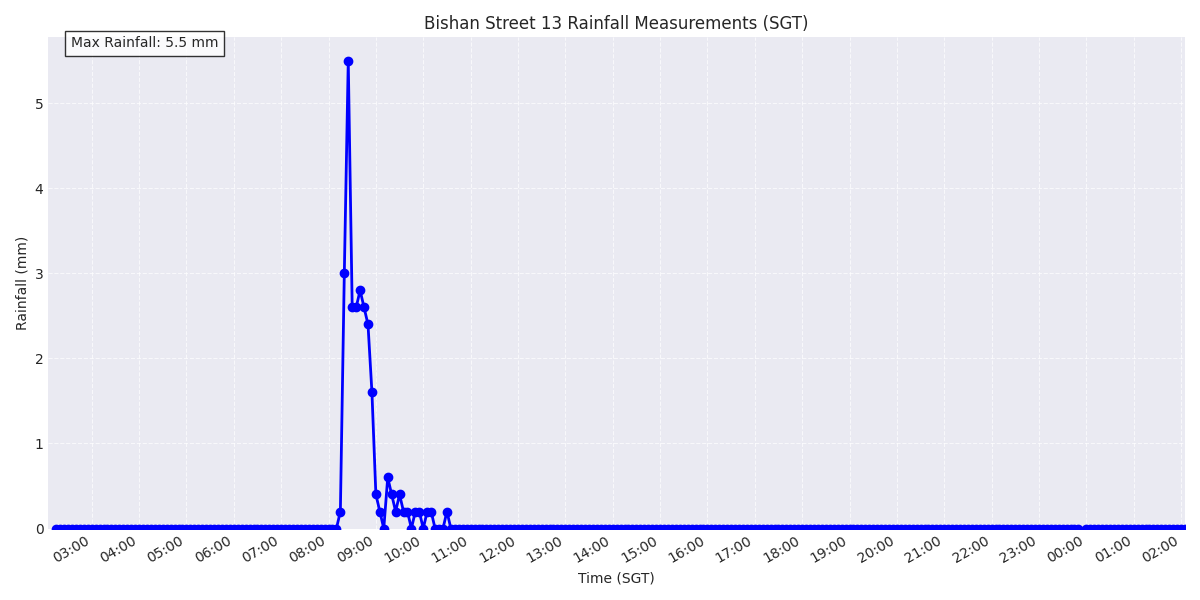 Bishan Street 13 Rainfall Measurements (SGT)
Max Rainfall: 5.5 mm
Rainfall (mm)
5
4
3
2
1
0
03:00 04:00 05:00 06:00 07:00 08:00 09:00 10:00 11:00 12:00 13:00 14:00 15:00 16:00 17:00 18:00 19:00 20:00 21:00 22:00 23:00 00:00 01:00 02:00
Time (SGT)